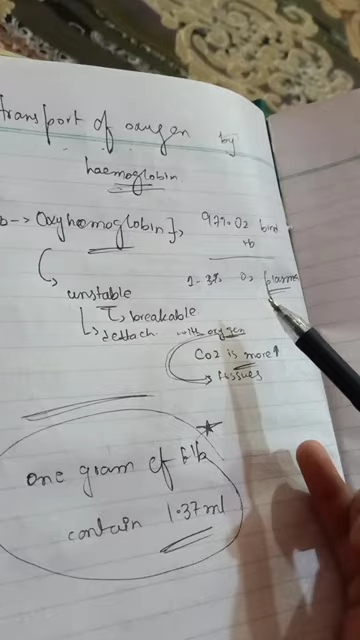 transport of oxygen by
haemoglobin
b -> Oxyhaemoglobin}, 97% O2 bind
Hb
1-3% O2 plasma
unstable
breakable
dettach with oxygen
CO2 is more ↑
tissues
one gram of Hb
contain 1.37 ml